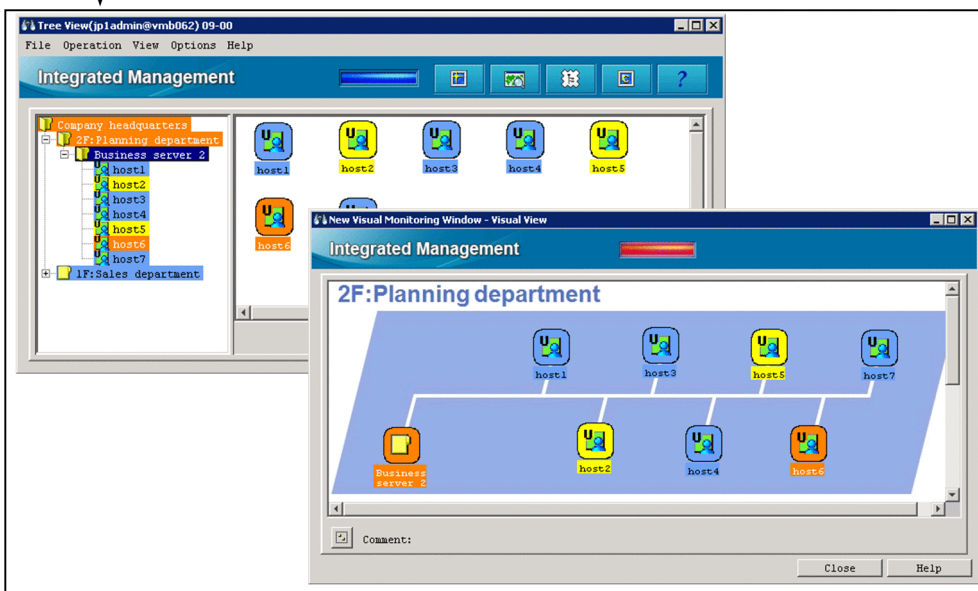 Tree View(jp1admin@vmb062) 09-00
File Operation View Options Help
Integrated Management
?
Company headquarters
2F:Planning department
Business server 2
host1
host2
host3
host4
host5
host6
host7
1F:Sales department
host1
host2
host3
host4
host5
host6
New Visual Monitoring Window - Visual View
Integrated Management
2F:Planning department
host1
host3
host5
host7
Business
server 2
host2
host4
host6
Comment:
Close
Help